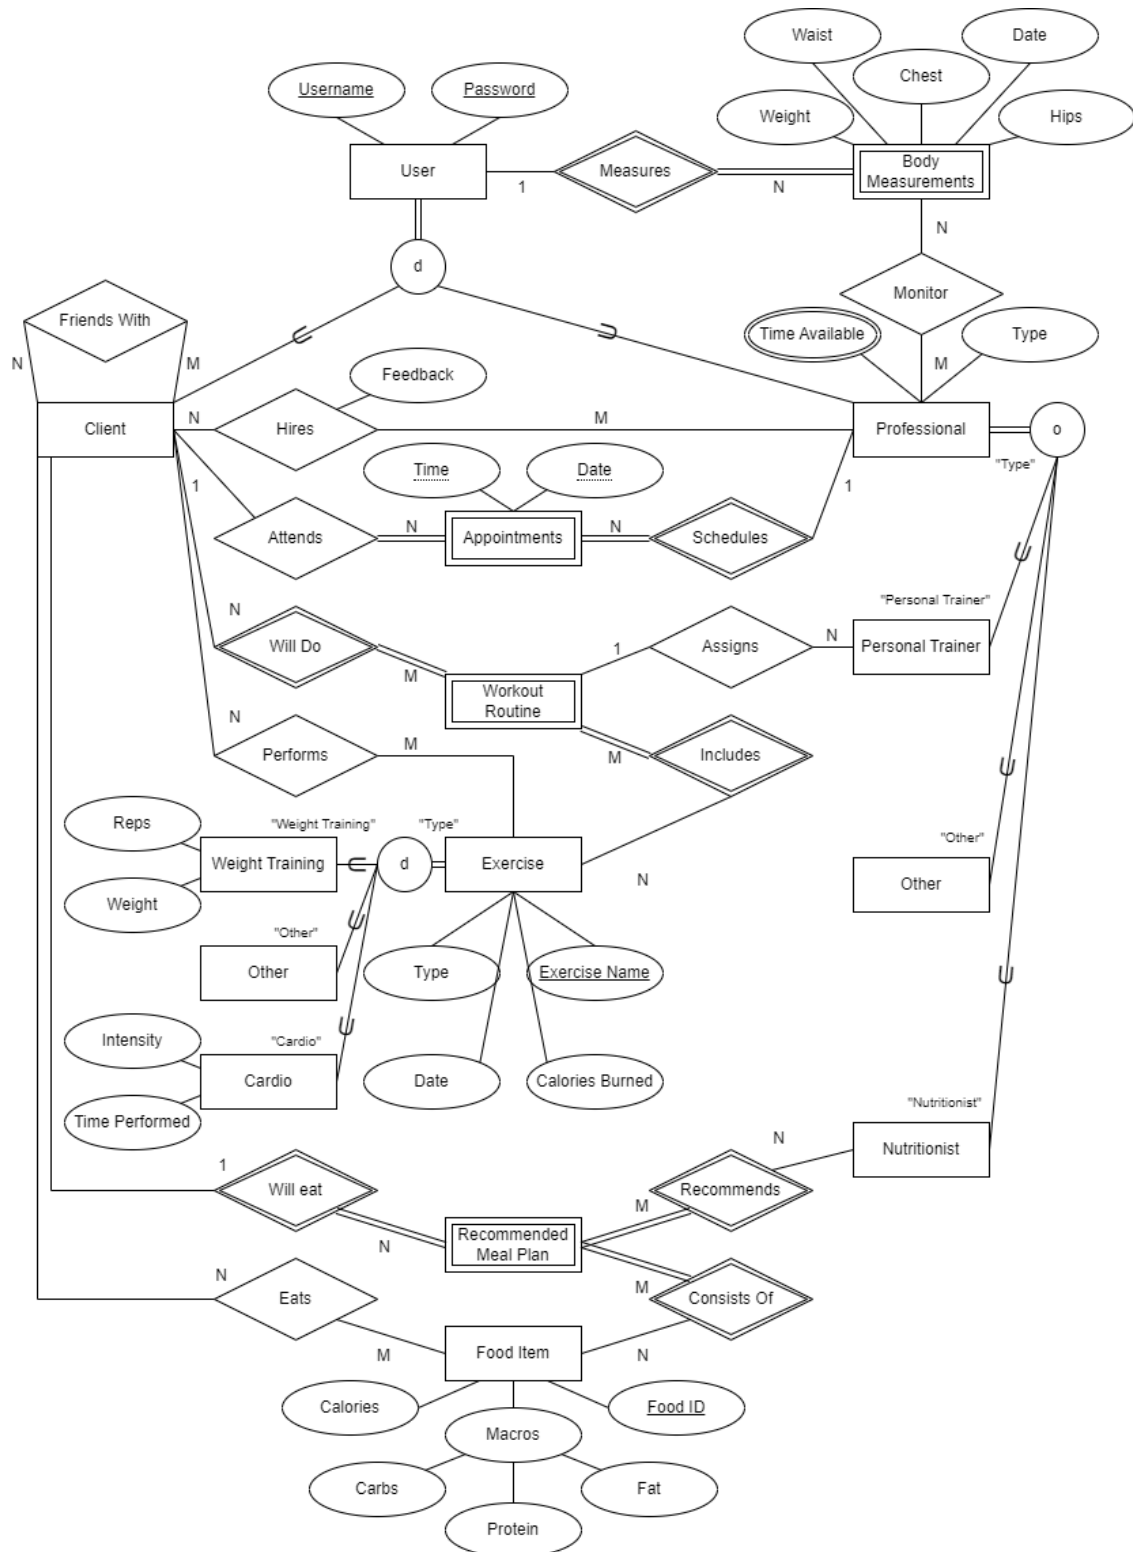 Waist
Date
Chest
Username
Password
Weight
Hips
User
1
Measures
N
Body
Measurements
N
d
Monitor
Friends With
Time Available
Type
N
M
Feedback
M
Client
N
Hires
M
Professional
o
"Type"
Time
Date
1
1
Attends
N
Appointments
N
Schedules
"Personal Trainer"
N
Will Do
1
Assigns
N
Personal Trainer
M
Workout
Routine
N
Performs
M
M
Includes
Reps
"Weight Training"
"Type"
"Other"
Weight Training
d
Exercise
N
Other
Weight
"Other"
Other
Type
Exercise Name
Intensity
"Cardio"
Cardio
Date
Calories Burned
Time Performed
"Nutritionist"
N
Nutritionist
1
Will eat
Recommends
M
N
Recommended
Meal Plan
N
Eats
M
Consists Of
M
Food Item
N
Calories
Food ID
Macros
Carbs
Fat
Protein